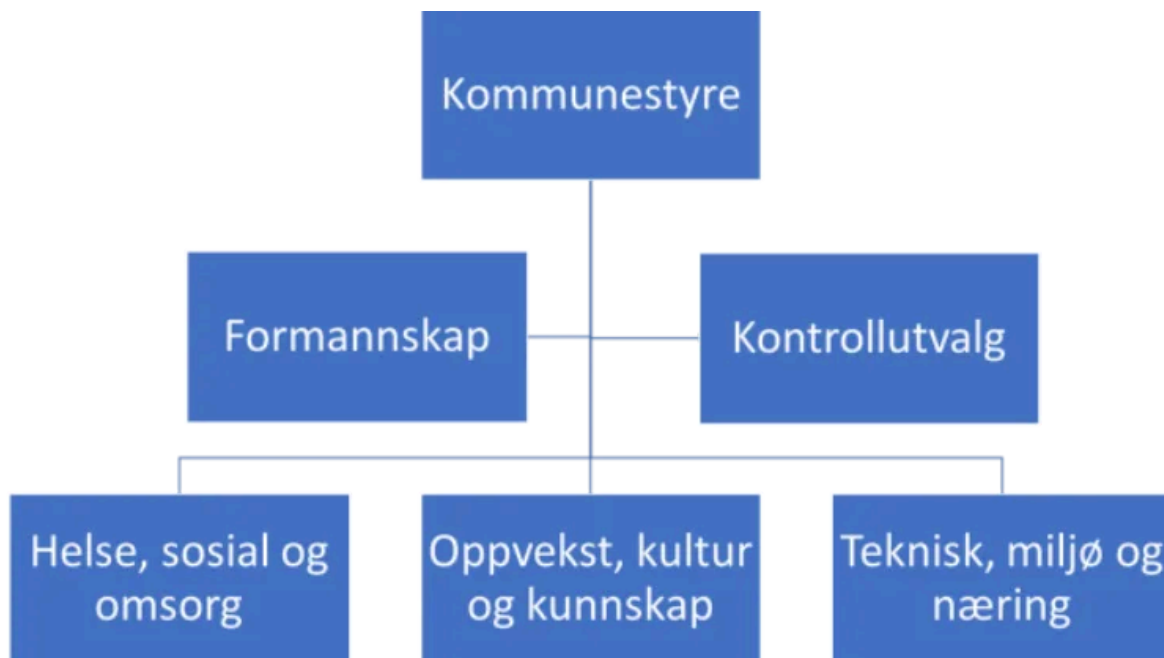 Kommunestyre
Formannskap
Kontrollutvalg
Helse, sosial og
omsorg
Oppvekst, kultur
og kunnskap
Teknisk, miljø og
næring